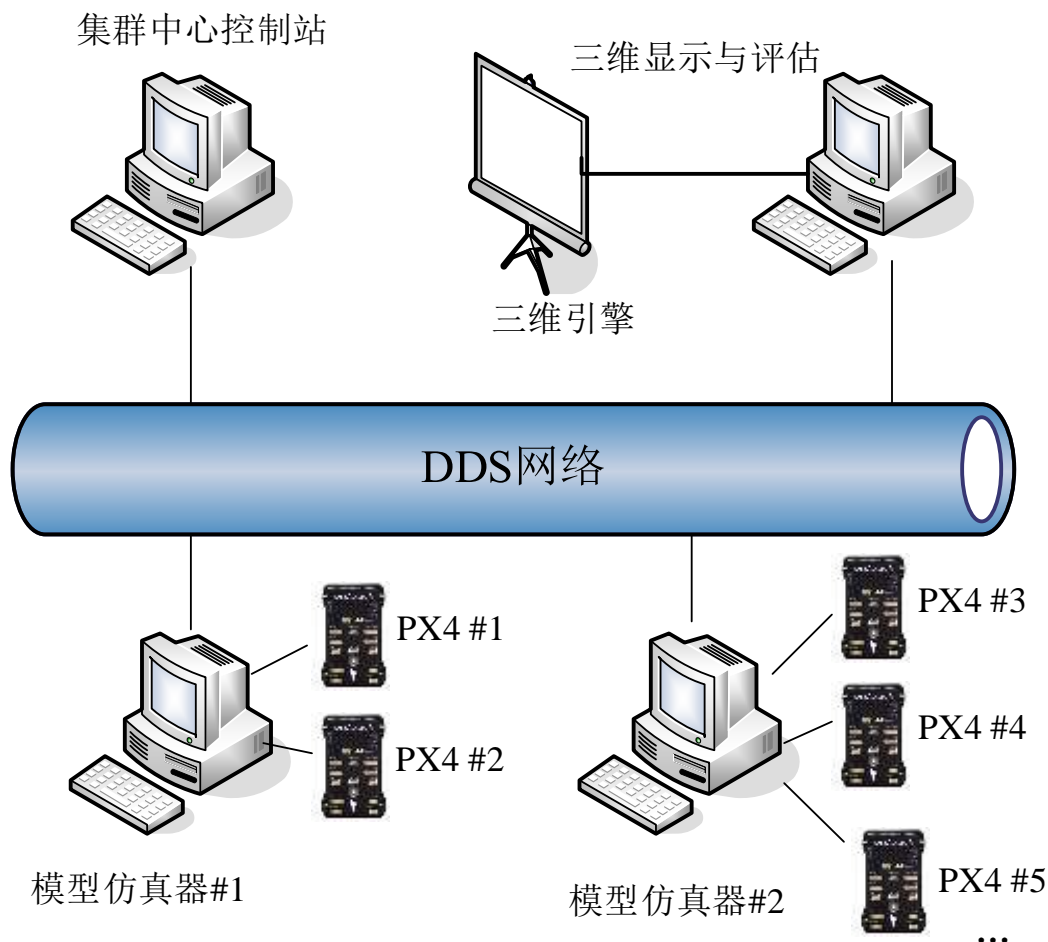 集群中心控制站
三维显示与评估
三维引擎
DDS网络
PX4 #1
PX4 #2
PX4 #3
PX4 #4
PX4 #5
...
模型仿真器#1
模型仿真器#2